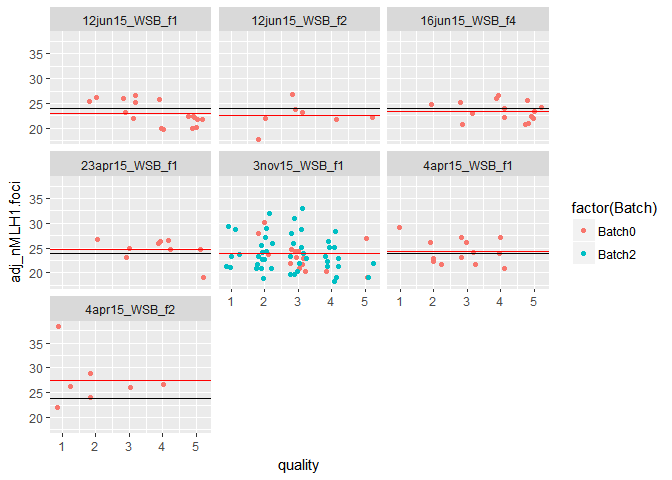 12jun15_WSB_f1 12jun15_WSB_f2 16jun15_WSB_f4
35
30
25
20
23apr15_WSB_f1 3nov15_WSB_f1 4apr15_WSB_f1
35
30
25
20
1 2 3 4 5 1 2 3 4 5
4apr15_WSB_f2
35
30
25
20
1 2 3 4 5
adj_nMLH1.foci
quality
factor(Batch)
Batch0
Batch2